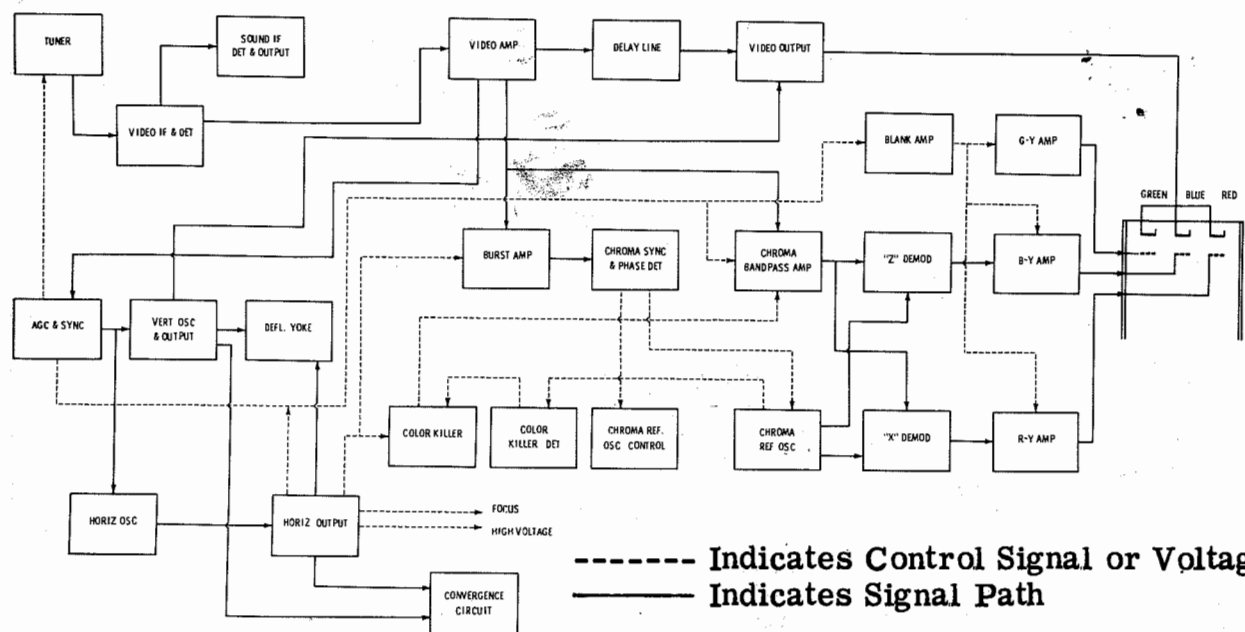 TUNER
SOUND IF
DET & OUTPUT
VIDEO IF & DET
VIDEO AMP
DELAY LINE
VIDEO OUTPUT
BLANK AMP
G-Y AMP
GREEN BLUE RED
BURST AMP
CHROMA SYNC
& PHASE DET
CHROMA
BANDPASS AMP
"Z" DEMOD
B-Y AMP
AGC & SYNC
VERT OSC
& OUTPUT
DEFL. YOKE
COLOR KILLER
COLOR
KILLER DET
CHROMA REF.
OSC CONTROL
CHROMA
REF OSC
"X" DEMOD
R-Y AMP
HORIZ OSC
HORIZ OUTPUT
FOCUS
HIGH VOLTAGE
CONVERGENCE
CIRCUIT
Indicates Control Signal or Voltag
Indicates Signal Path